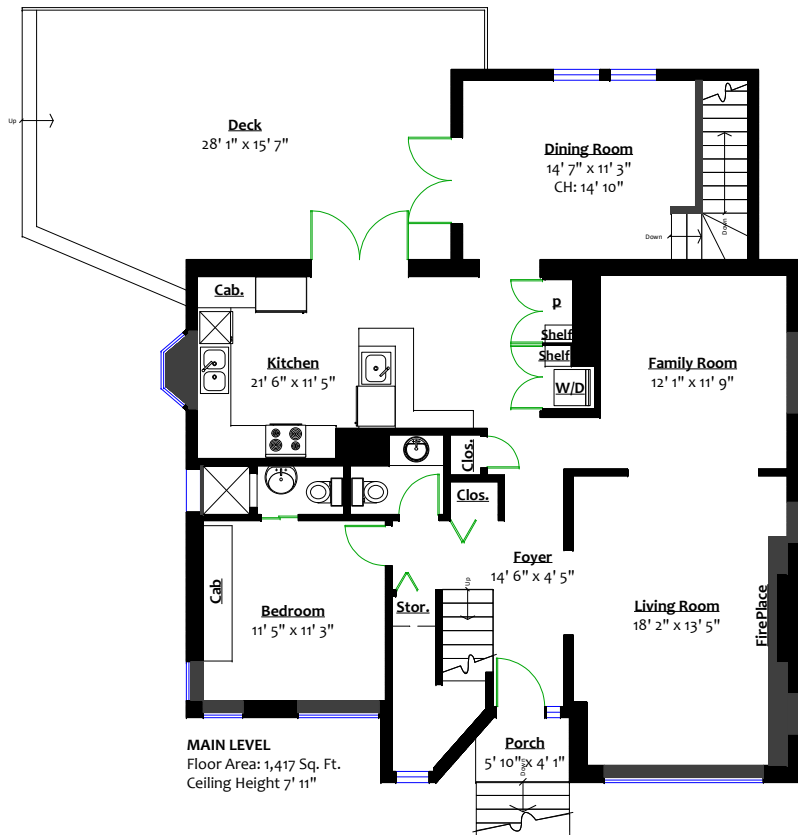 Up
Deck
28' 1" x 15' 7"
Dining Room
14' 7" x 11' 3"
CH: 14' 10"
Down
Down
Cab.
p
Shelf
Shelf
W/D
Kitchen
21' 6" x 11' 5"
Family Room
12' 1" x 11' 9"
Clos.
Clos.
Foyer
14' 6" x 4' 5"
Up
Cab
Bedroom
11' 5" x 11' 3"
Stor.
Living Room
18' 2" x 13' 5"
FirePlace
Porch
5' 10" x 4' 1"
Down
MAIN LEVEL
Floor Area: 1,417 Sq. Ft.
Ceiling Height 7' 11"